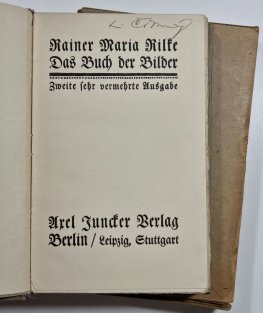 Rainer Maria Rilke
Das Buch der Bilder
Zweite sehr vermehrte Ausgabe
Axel Juncker Verlag
Berlin / Leipzig, Stuttgart